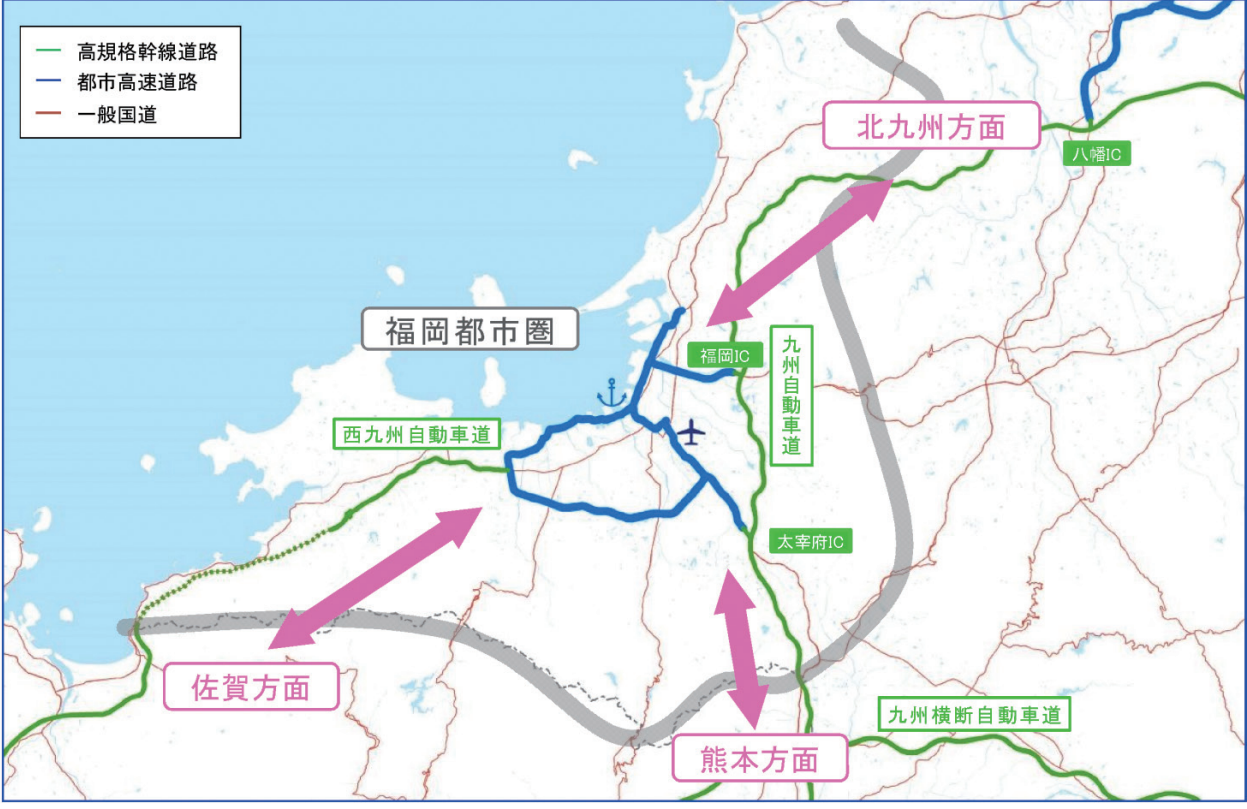 高規格幹線道路
都市高速道路
一般国道
北九州方面
八幡IC
福岡都市圏
福岡IC
九州自動車道
西九州自動車道
太宰府IC
佐賀方面
九州横断自動車道
熊本方面